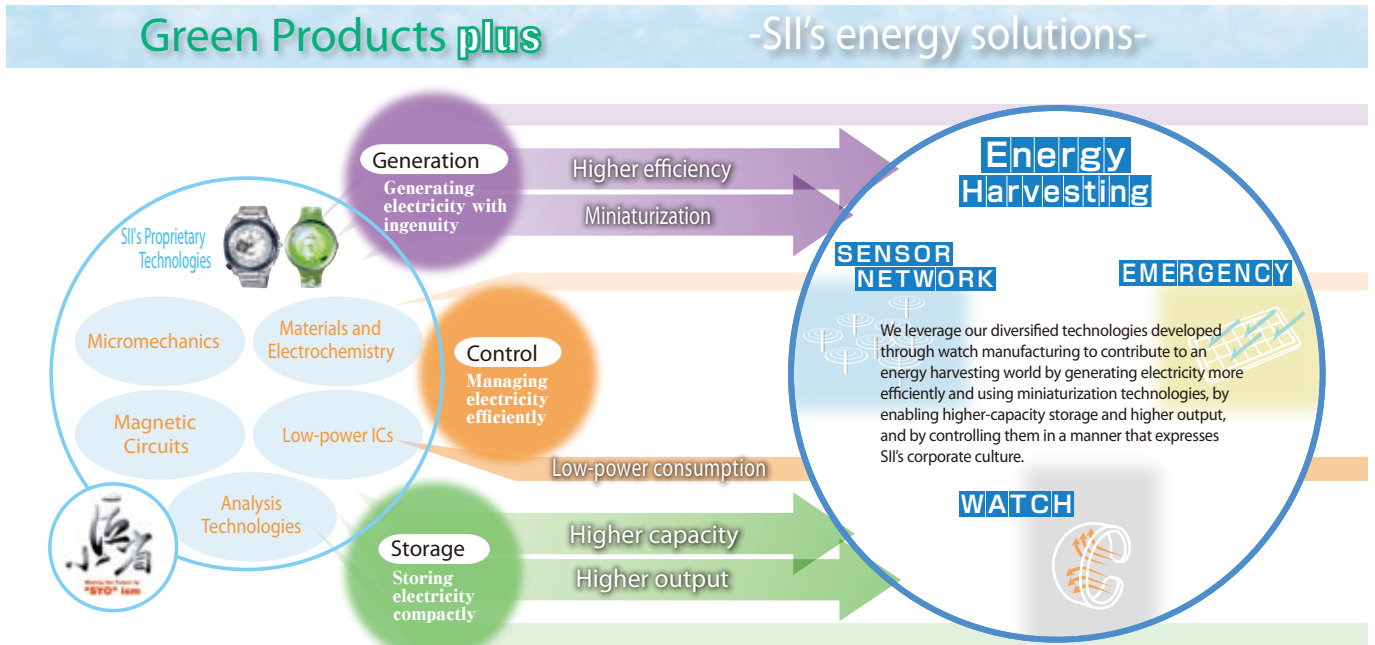 Green Products plus
-SII's energy solutions-
Generation
Generating
electricity with
ingenuity
Higher efficiency
Miniaturization
SII's Proprietary
Technologies
Micromechanics
Materials and
Electrochemistry
Magnetic
Circuits
Low-power ICs
Analysis
Technologies
"SYO" ism
Control
Managing
electricity
efficiently
Low-power consumption
Storage
Storing
electricity
compactly
Higher capacity
Higher output
Energy
Harvesting
SENSOR
NETWORK
EMERGENCY
We leverage our diversified technologies developed
through watch manufacturing to contribute to an
energy harvesting world by generating electricity more
efficiently and using miniaturization technologies, by
enabling higher-capacity storage and higher output,
and by controlling them in a manner that expresses
SII's corporate culture.
WATCH